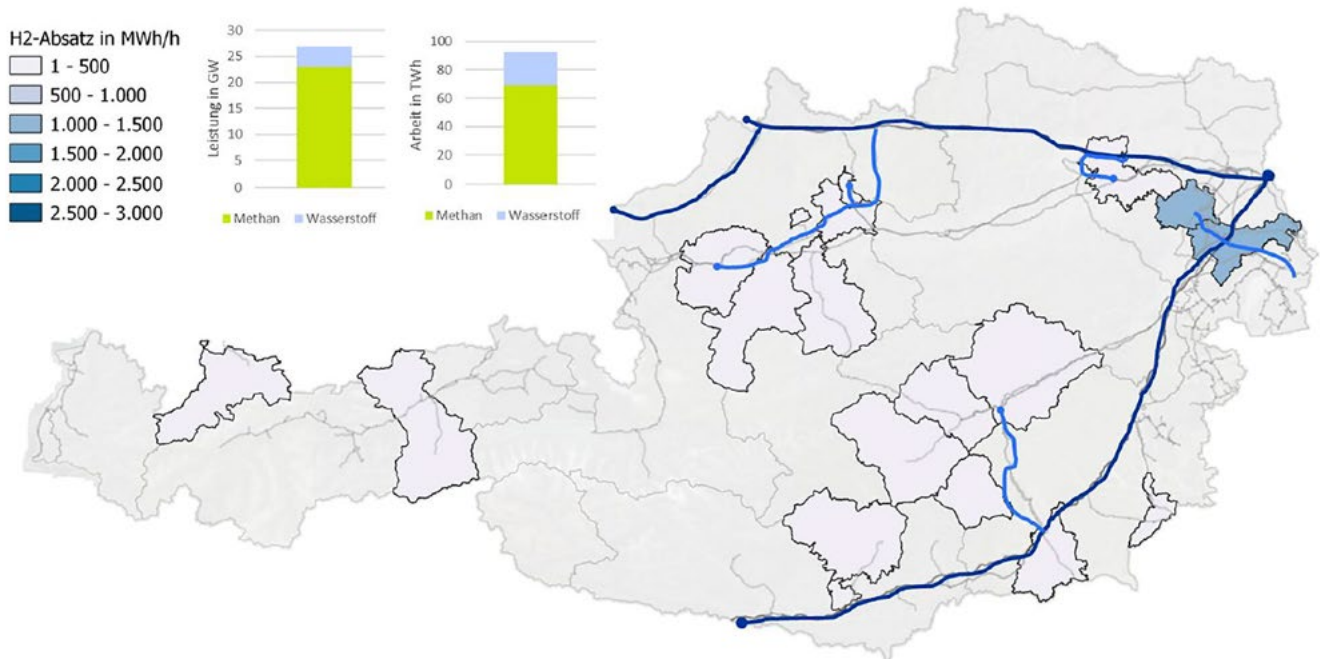 H2-Absatz in MWh/h
1 - 500
500 - 1.000
1.000 - 1.500
1.500 - 2.000
2.000 - 2.500
2.500 - 3.000
Leistung in GW
30
25
20
15
10
5
0
Methan Wasserstoff
Arbeit in TWh
100
80
60
40
20
0
Methan Wasserstoff